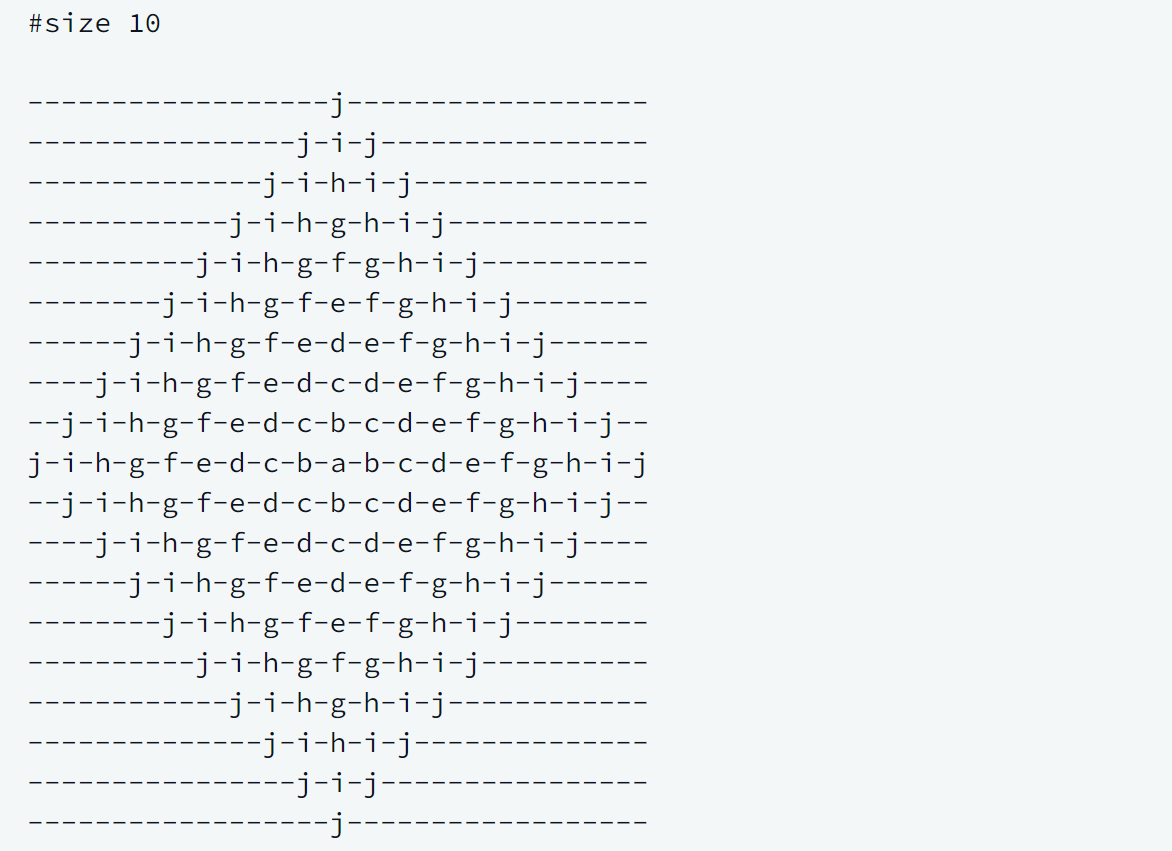 #size 10
------------------j------------------
----------------j-i-j----------------
--------------j-i-h-i-j--------------
------------j-i-h-g-h-i-j------------
----------j-i-h-g-f-g-h-i-j----------
--------j-i-h-g-f-e-f-g-h-i-j--------
------j-i-h-g-f-e-d-e-f-g-h-i-j------
----j-i-h-g-f-e-d-c-d-e-f-g-h-i-j----
--j-i-h-g-f-e-d-c-b-c-d-e-f-g-h-i-j--
j-i-h-g-f-e-d-c-b-a-b-c-d-e-f-g-h-i-j
--j-i-h-g-f-e-d-c-b-c-d-e-f-g-h-i-j--
----j-i-h-g-f-e-d-c-d-e-f-g-h-i-j----
------j-i-h-g-f-e-d-e-f-g-h-i-j------
--------j-i-h-g-f-e-f-g-h-i-j--------
----------j-i-h-g-f-g-h-i-j----------
------------j-i-h-g-h-i-j------------
--------------j-i-h-i-j--------------
----------------j-i-j----------------
------------------j------------------